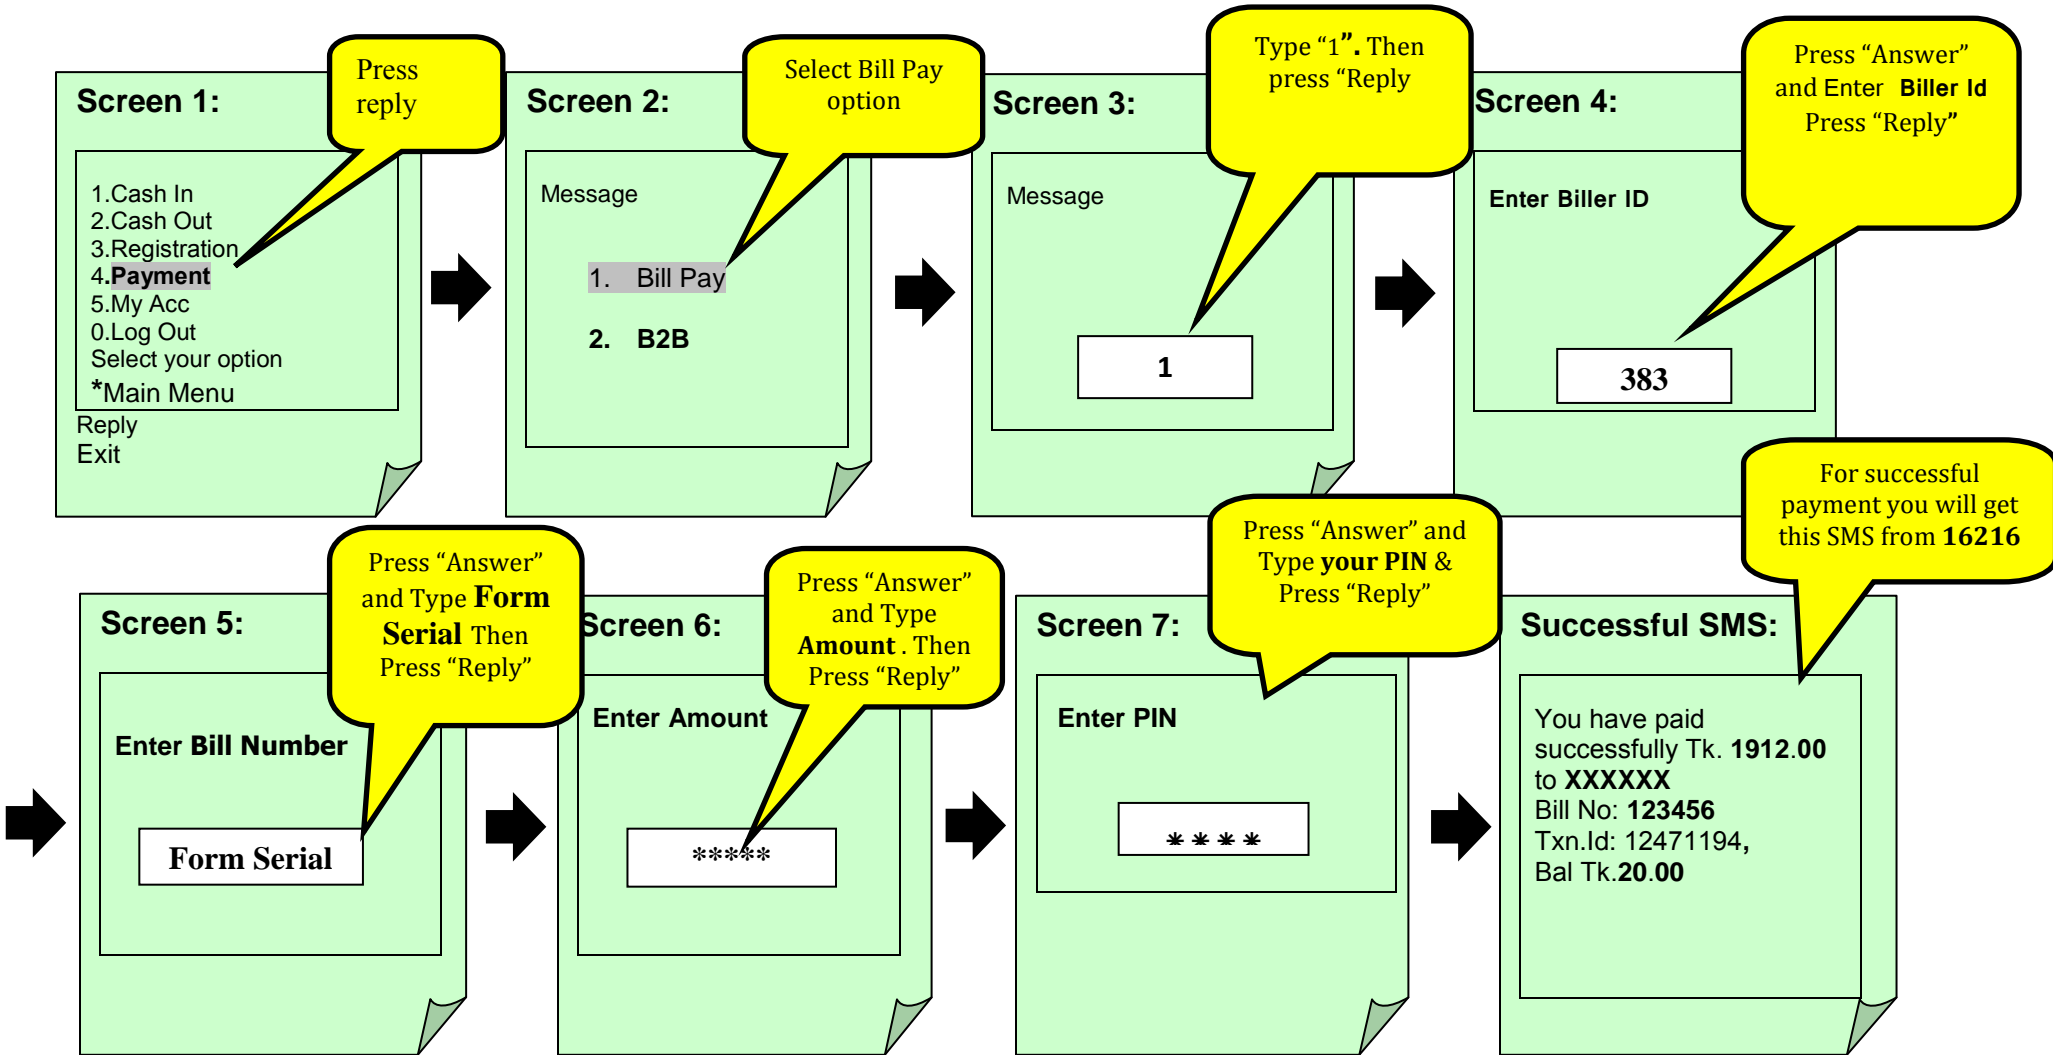 Screen 1:
Press
reply
1.Cash In
2.Cash Out
3.Registration
4.Payment
5.My Acc
0.Log Out
Select your option
*Main Menu
Reply
Exit
Screen 2:
Select Bill Pay
option
Message
1. Bill Pay
2. B2B
Screen 3:
Type “1”. Then
press “Reply
Message
1
Screen 4:
Press “Answer”
and Enter Biller Id
Press “Reply”
Enter Biller ID
383
Screen 5:
Press “Answer”
and Type Form
Serial Then
Press “Reply”
Enter Bill Number
Form Serial
Screen 6:
Press “Answer”
and Type
Amount . Then
Press “Reply”
Enter Amount
*****
Screen 7:
Press “Answer” and
Type your PIN &
Press “Reply”
Enter PIN
****
Successful SMS:
For successful
payment you will get
this SMS from 16216
You have paid
successfully Tk. 1912.00
to XXXXXX
Bill No: 123456
Txn.Id: 12471194,
Bal Tk.20.00